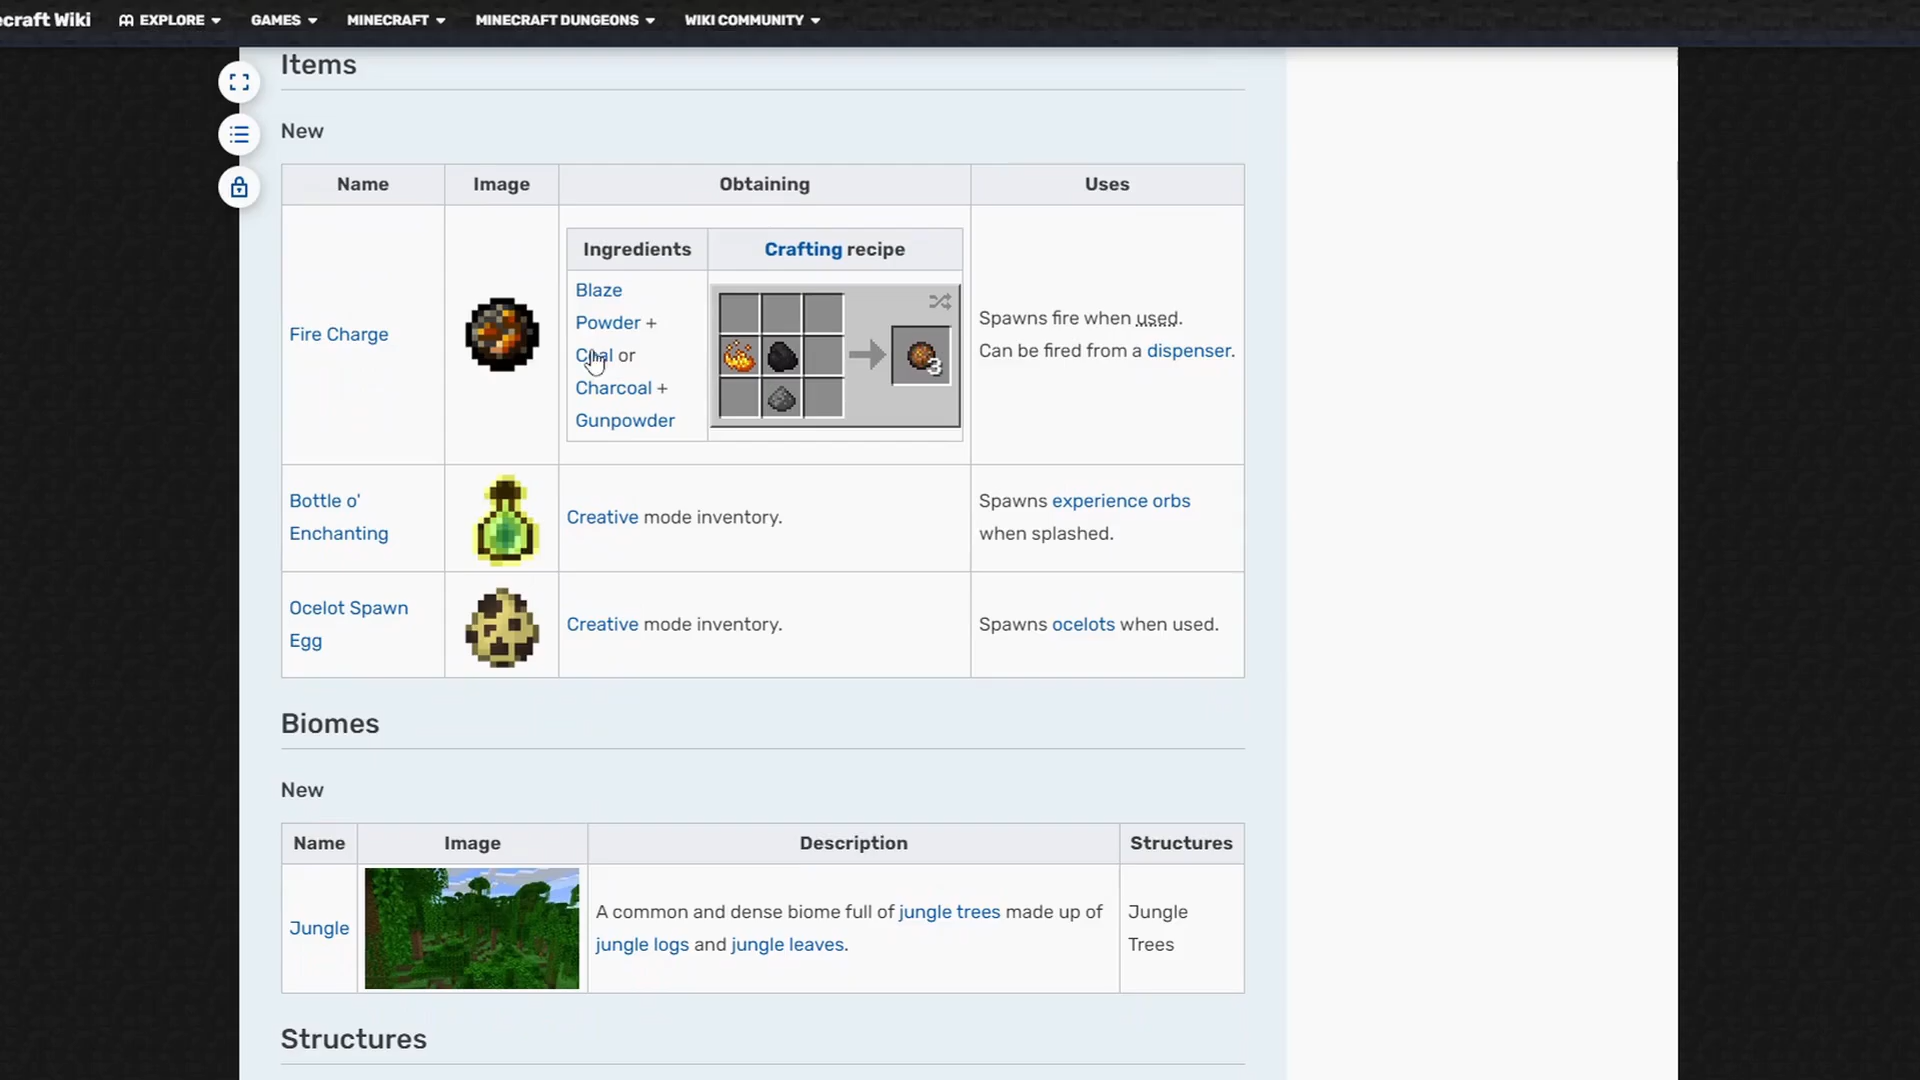 ecraft Wiki EXPLORE GAMES MINECRAFT MINECRAFT DUNGEONS WIKI COMMUNITY
Items
New
Name Image Obtaining Uses
Fire Charge
Ingredients Crafting recipe
Blaze
Powder +
Coal or
Charcoal +
Gunpowder
3
Spawns fire when used.
Can be fired from a dispenser.
Bottle o'
Enchanting
Creative mode inventory.
Spawns experience orbs
when splashed.
Ocelot Spawn
Egg
Creative mode inventory.
Spawns ocelots when used.
Biomes
New
Name Image Description Structures
Jungle
A common and dense biome full of jungle trees made up of
jungle logs and jungle leaves.
Jungle
Trees
Structures